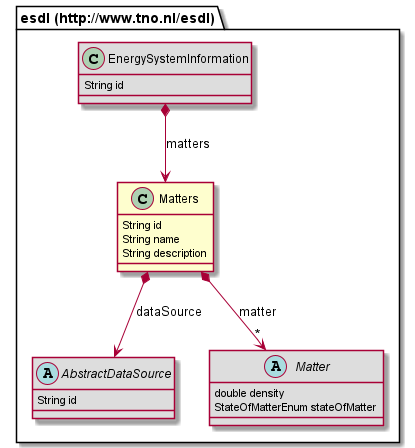 esdl (http://www.tno.nl/esdl)
C EnergySystemInformation
String id
matters
C Matters
String id
String name
String description
dataSource
matter
*
A AbstractDataSource
String id
A Matter
double density
StateOfMatterEnum stateOfMatter